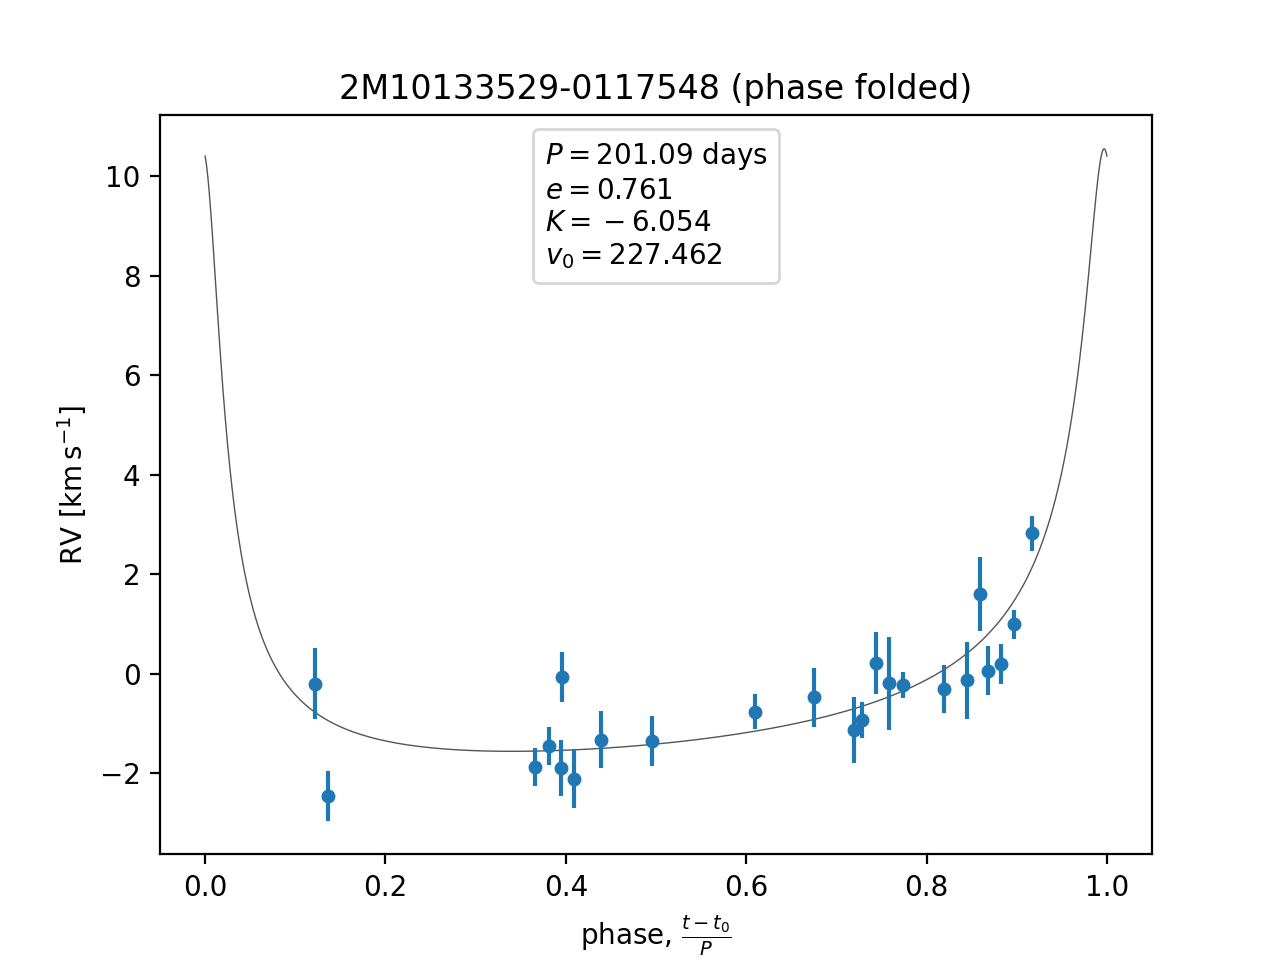 2M10133529-0117548 (phase folded)
P = 201.09 days
e = 0.761
K = −6.054
v₀ = 227.462
RV [km s⁻¹]
10
8
6
4
2
0
−2
0.0 0.2 0.4 0.6 0.8 1.0
phase, (t − t₀)/P